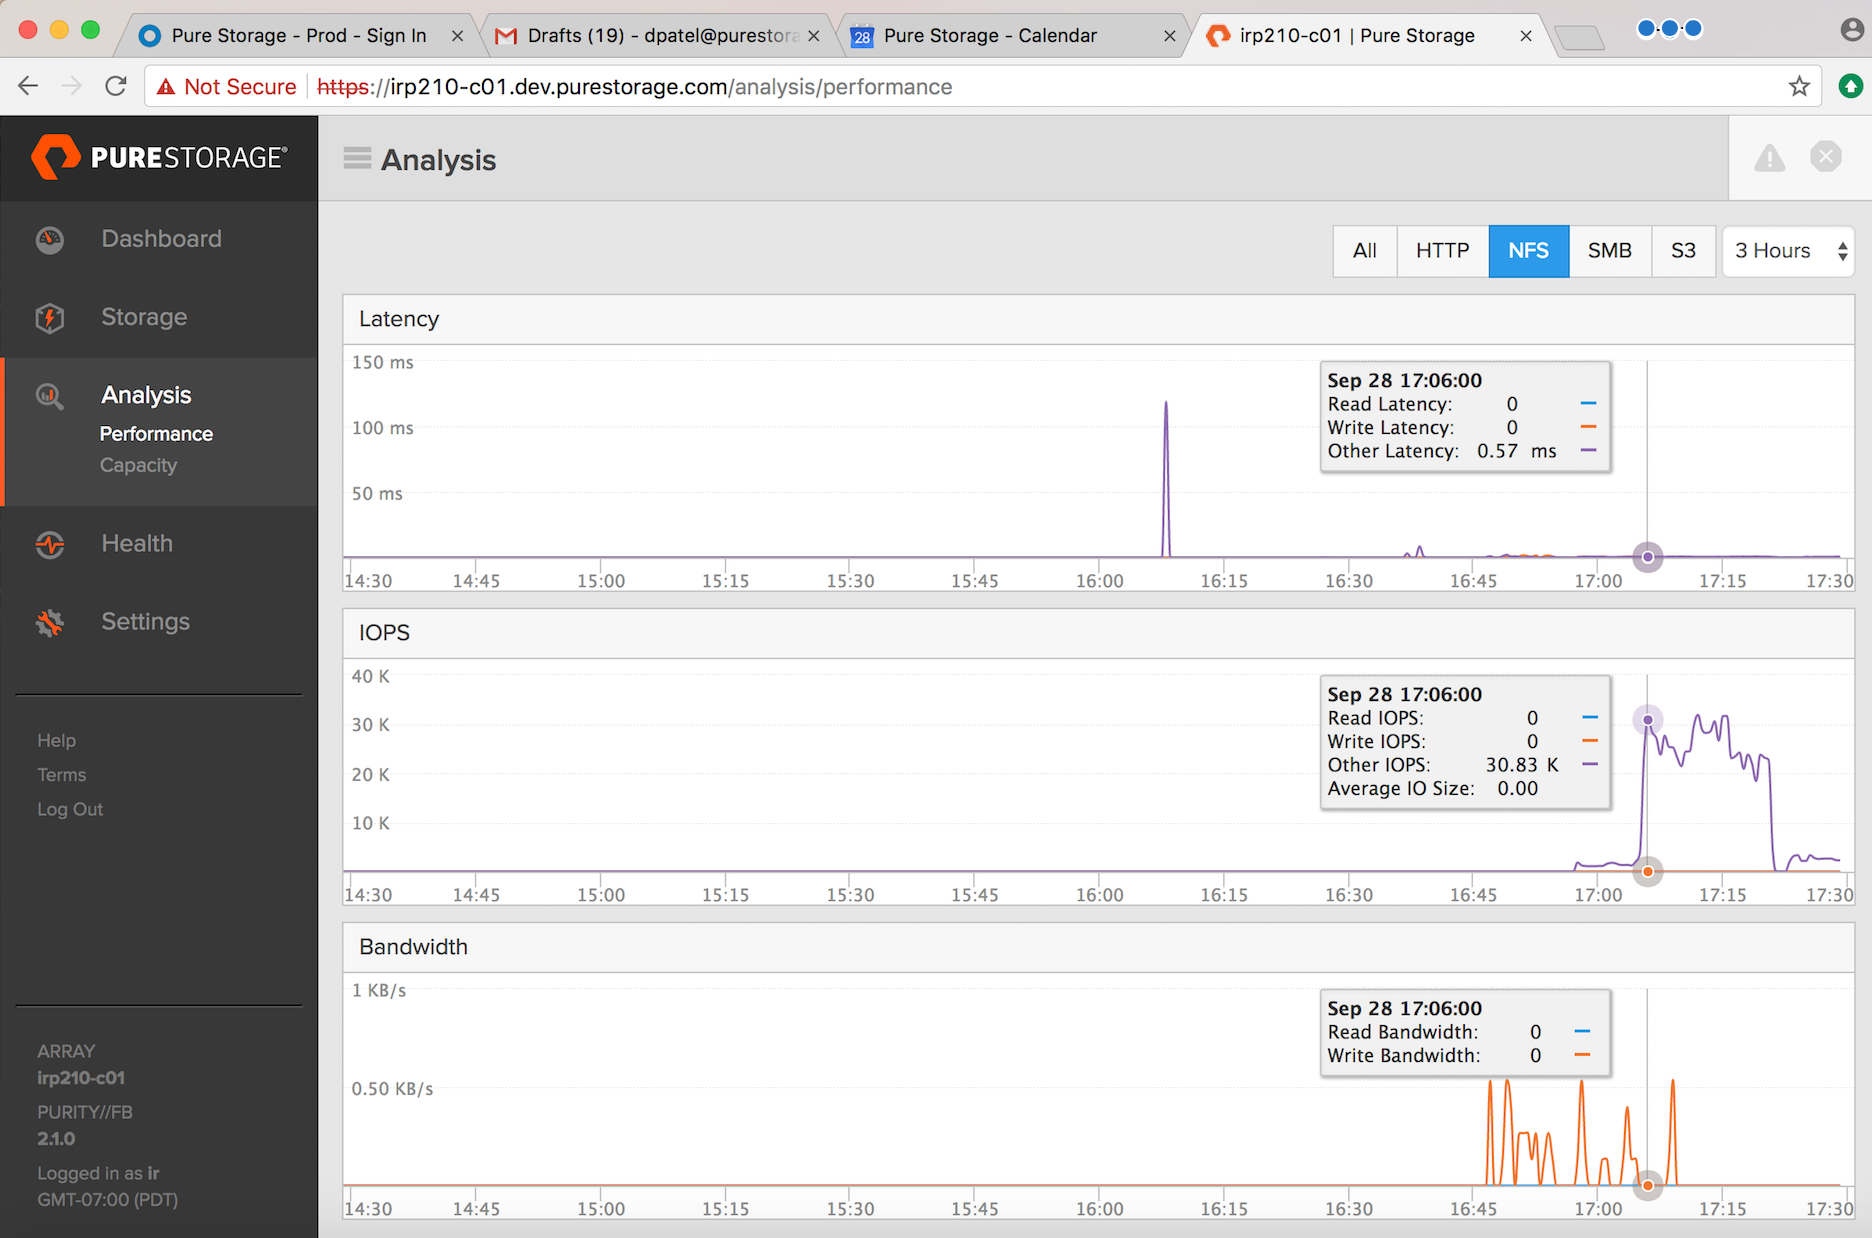 Pure Storage - Prod - Sign In
Drafts (19) - dpatel@purestora
28
Pure Storage - Calendar
irp210-c01 | Pure Storage
Not Secure
https://irp210-c01.dev.purestorage.com/analysis/performance
PURESTORAGE®
Analysis
Dashboard
Storage
Analysis
Performance
Capacity
Health
Settings
Help
Terms
Log Out
ARRAY
irp210-c01
PURITY//FB
2.1.0
Logged in as ir
GMT-07:00 (PDT)
All HTTP NFS SMB S3 3 Hours
Latency
150 ms
100 ms
50 ms
Sep 28 17:06:00
Read Latency: 0
Write Latency: 0
Other Latency: 0.57 ms
14:30 14:45 15:00 15:15 15:30 15:45 16:00 16:15 16:30 16:45 17:00 17:15 17:30
IOPS
40 K
30 K
20 K
10 K
Sep 28 17:06:00
Read IOPS: 0
Write IOPS: 0
Other IOPS: 30.83 K
Average IO Size: 0.00
14:30 14:45 15:00 15:15 15:30 15:45 16:00 16:15 16:30 16:45 17:00 17:15 17:30
Bandwidth
1 KB/s
0.50 KB/s
Sep 28 17:06:00
Read Bandwidth: 0
Write Bandwidth: 0
14:30 14:45 15:00 15:15 15:30 15:45 16:00 16:15 16:30 16:45 17:00 17:15 17:30